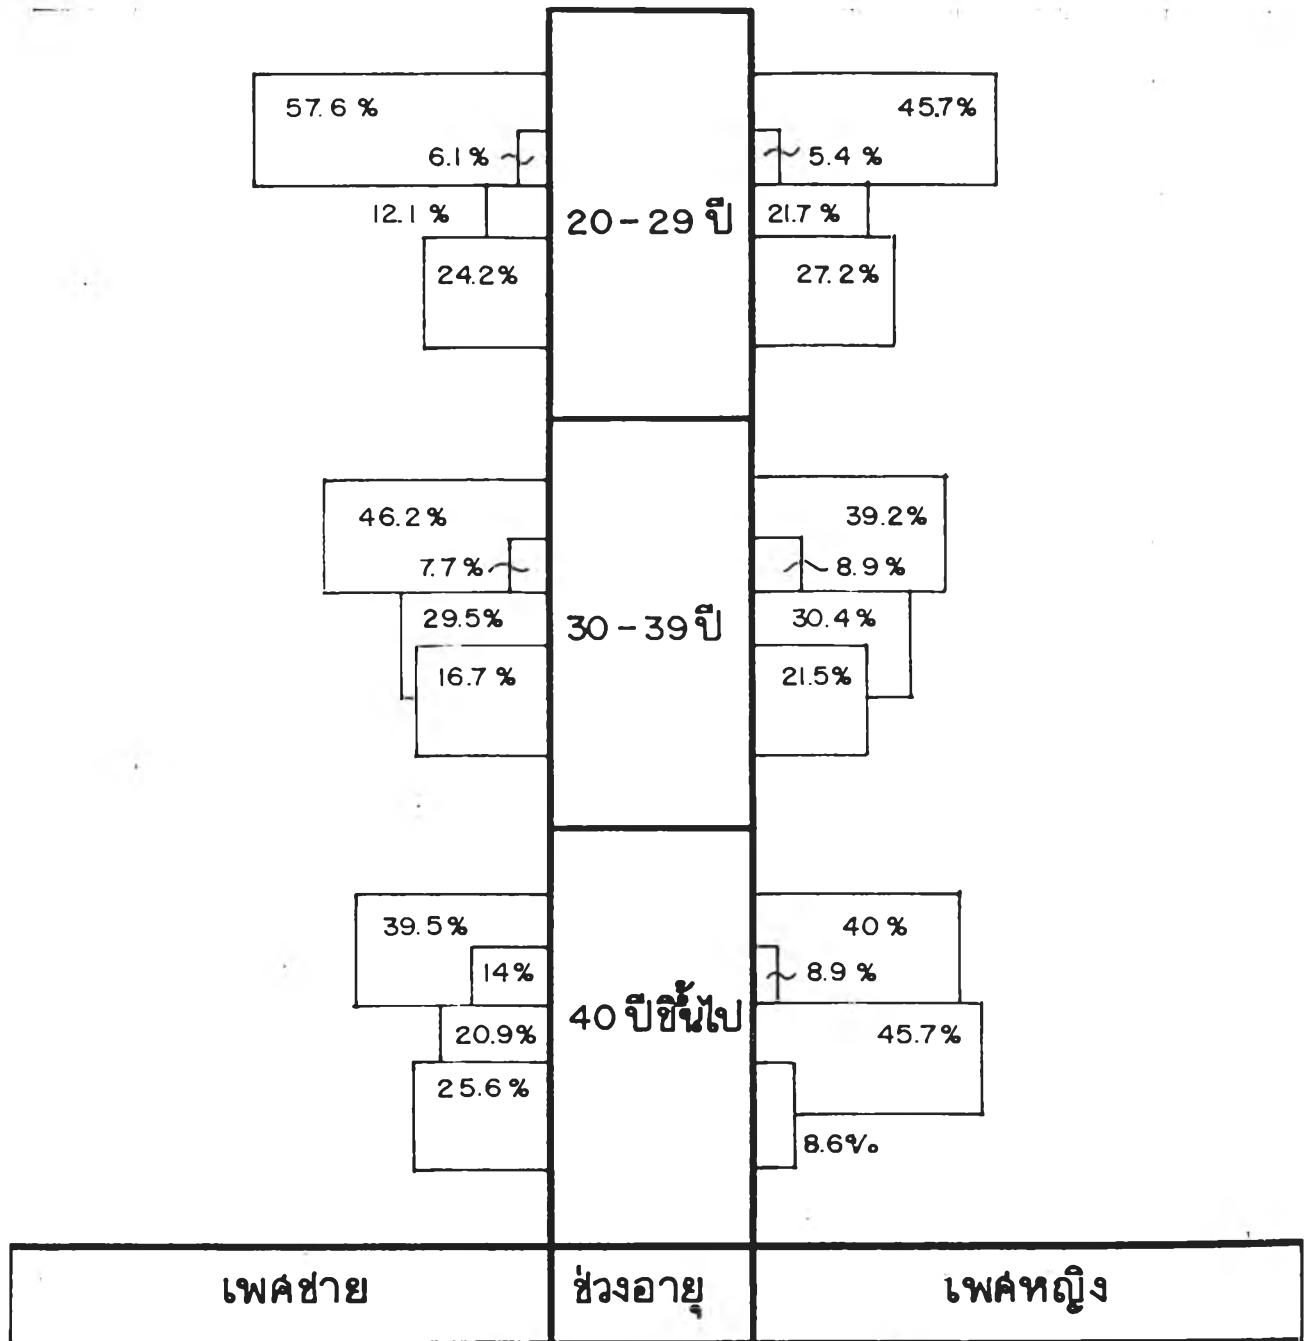 57.6 % 45.7%
6.1% 5.4 %
12.1 % 20-29 ปี 21.7 %
24.2% 27.2%
46.2% 39.2%
7.7% 8.9%
29.5% 30-39 ปี 30.4%
16.7 % 21.5%
39.5% 40 %
14% 8.9 %
20.9% 40 ปีขึ้นไป 45.7%
25.6%
8.6%
เพศชาย ช่วงอายุ เพศหญิง